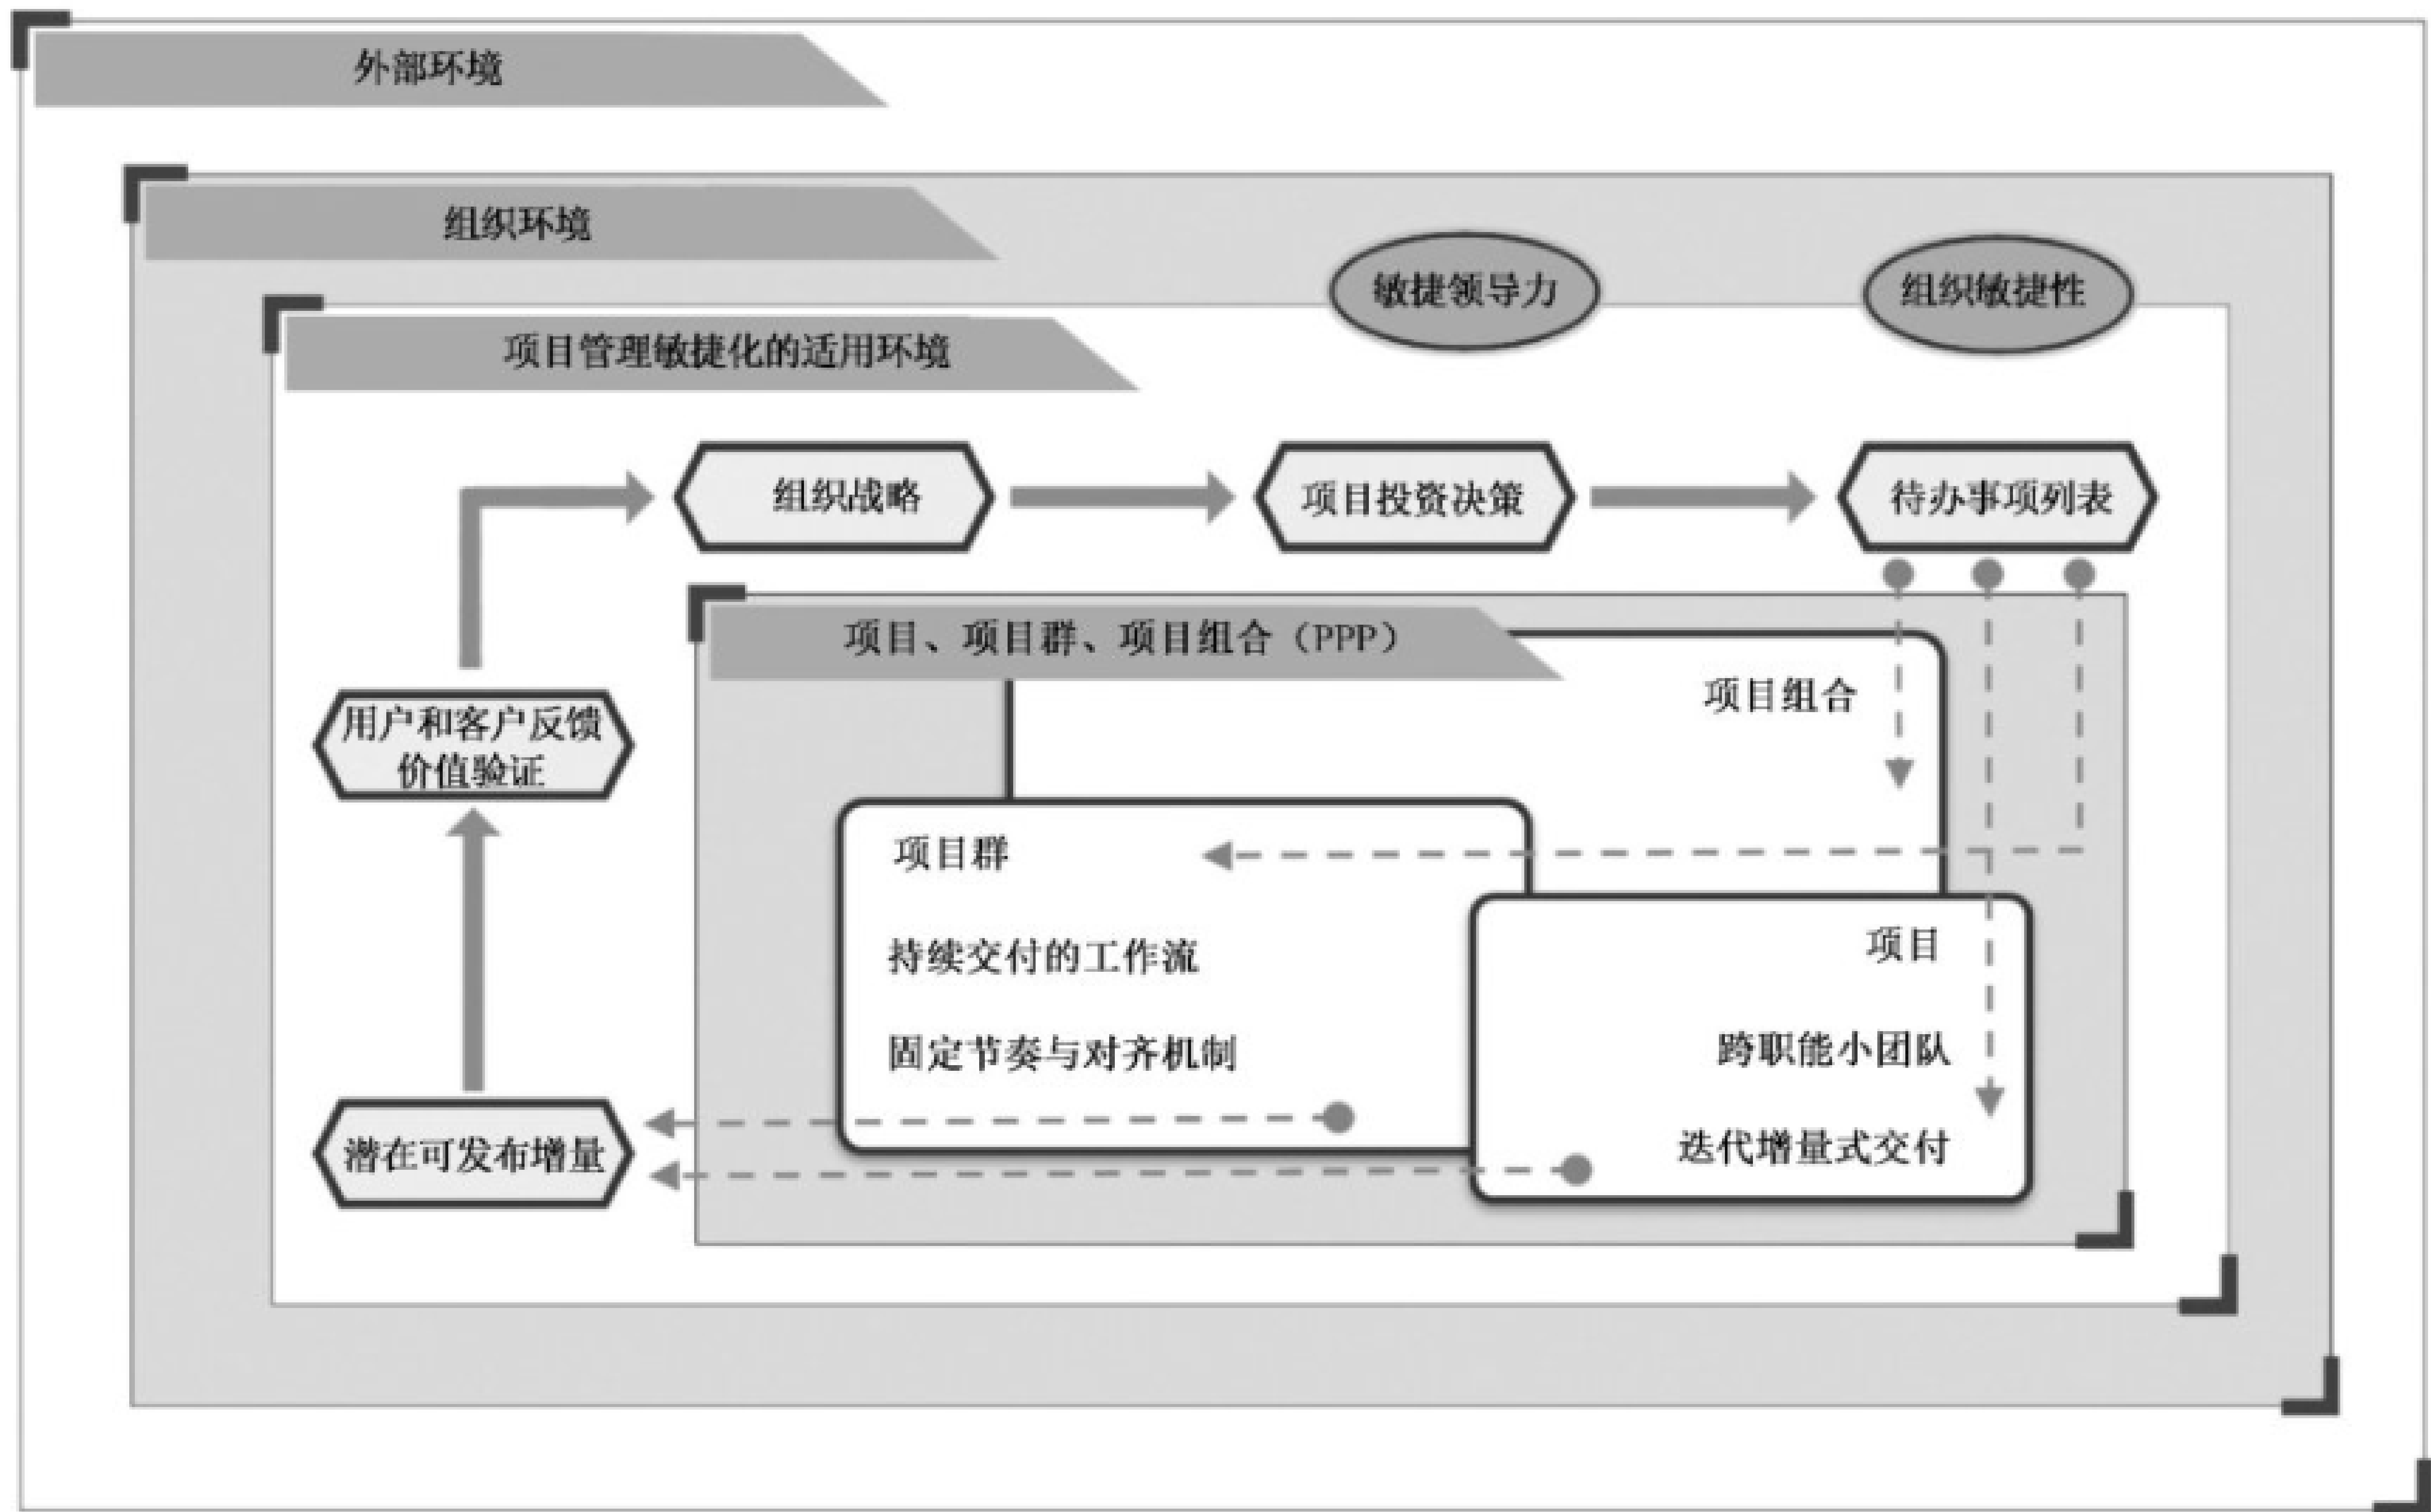 外部环境
组织环境
敏捷领导力
组织敏捷性
项目管理敏捷化的适用环境
组织战略
项目投资决策
待办事项列表
项目、项目群、项目组合（PPP）
项目组合
用户和客户反馈
价值验证
项目群
持续交付的工作流
固定节奏与对齐机制
项目
跨职能小团队
迭代增量式交付
潜在可发布增量